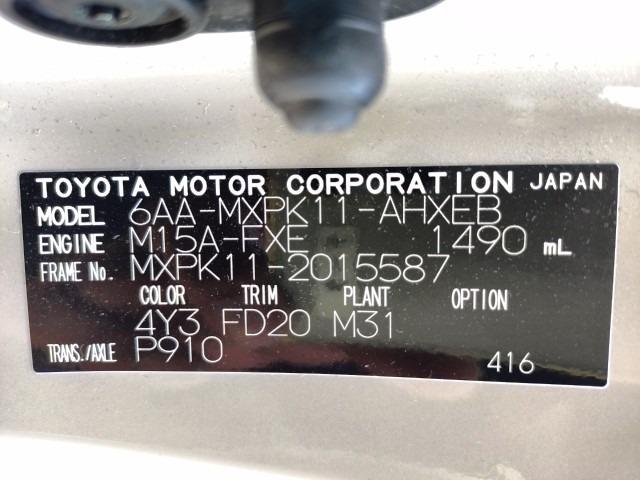 TOYOTA MOTOR CORPORATION JAPAN
MODEL 6AA-MXPK11-AHXEB
ENGINE M15A-FXE 1490 mL
FRAME No. MXPK11-2015587
COLOR TRIM PLANT OPTION
4Y3 FD20 M31
TRANS./AXLE P910 416